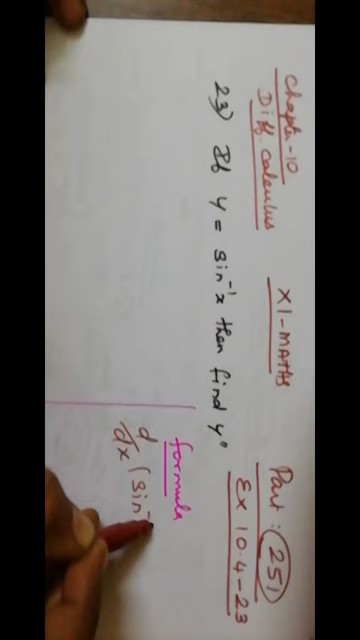 Chapter-10
Diff. calculus
XI-MATHS
Part: 251
Ex 10.4-23
23) If y = sin⁻¹x then find y"
formula
d/dx (sin⁻